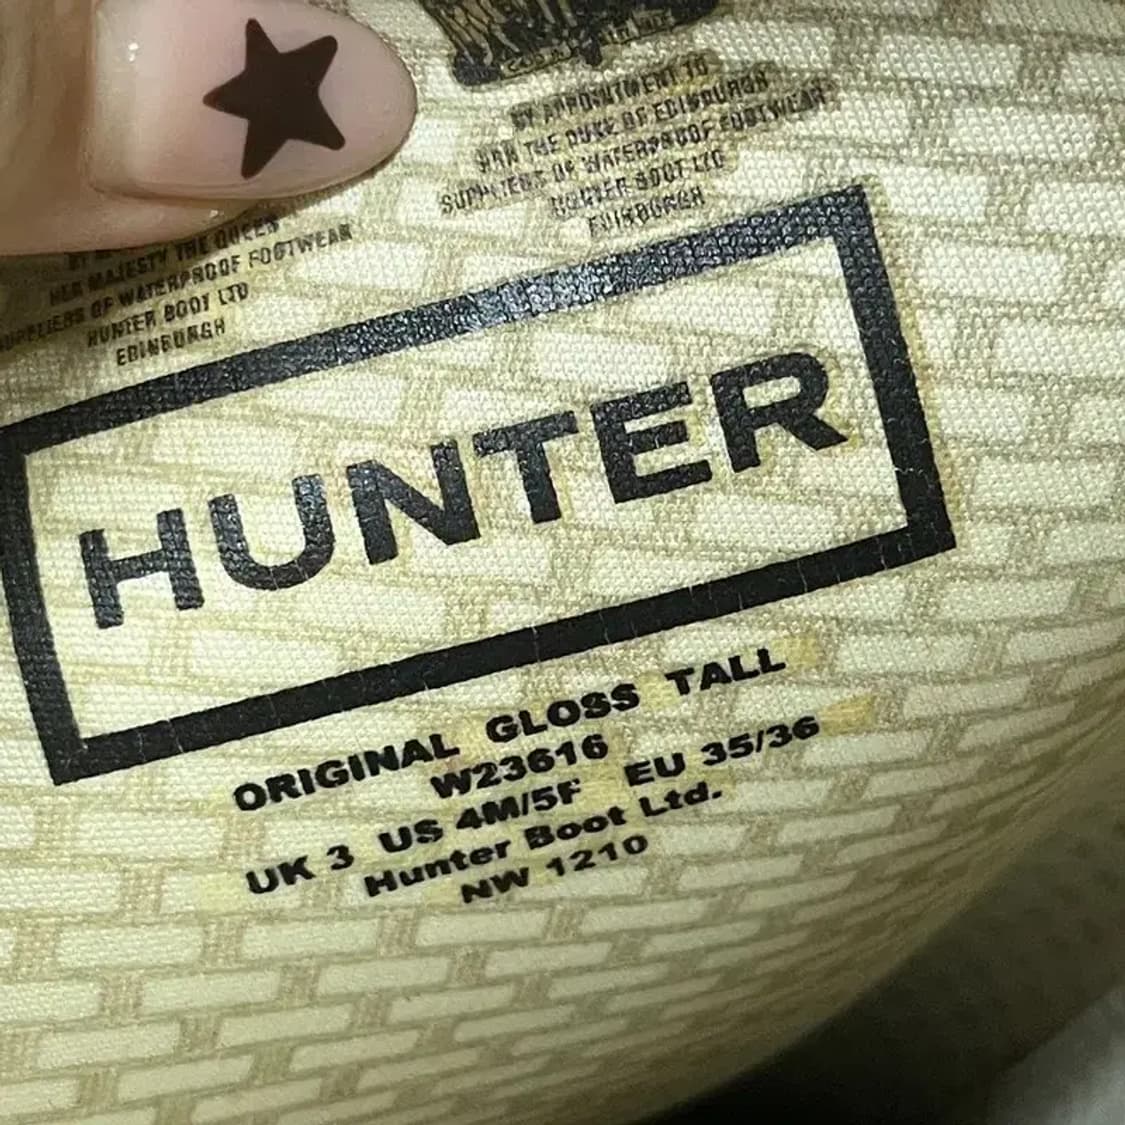 BY APPOINTMENT TO
HRH THE DUKE OF EDINBURGH
SUPPLIERS OF WATERPROOF FOOTWEAR
HUNTER BOOT LTD
EDINBURGH
THE QUEEN
HER MAJESTY
SUPPLIERS OF WATERPROOF FOOTWEAR
HUNTER BOOT LTD
EDINBURGH
HUNTER
ORIGINAL GLOSS TALL
W23616
UK 3 US 4M/5F EU 35/36
Hunter Boot Ltd.
NW 1210